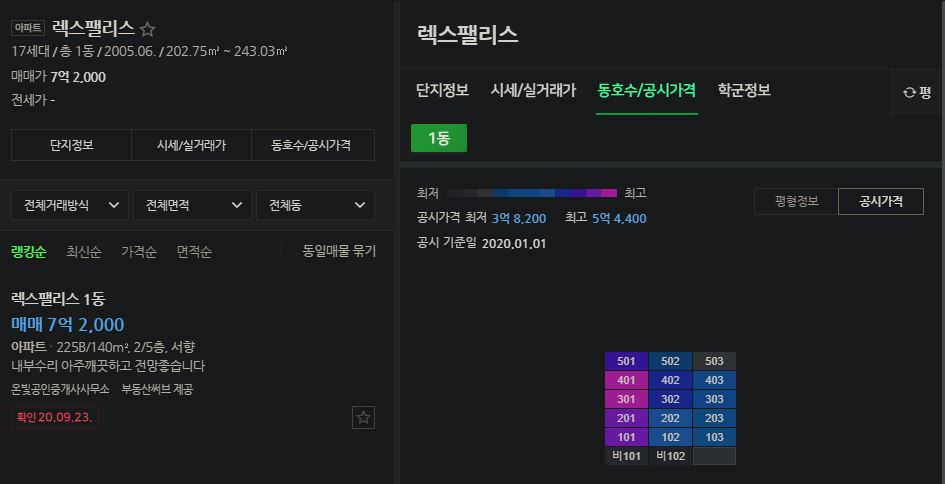 아파트 렉스팰리스
17세대 / 총 1동 / 2005.06. / 202.75㎡ ~ 243.03㎡
매매가 7억 2,000
전세가 -
단지정보 시세/실거래가 동호수/공시가격
전체거래방식 전체면적 전체동
랭킹순 최신순 가격순 면적순 동일매물 묶기
렉스팰리스 1동
매매 7억 2,000
아파트 · 225B/140m², 2/5층, 서향
내부수리 아주깨끗하고 전망좋습니다
온빛공인중개사사무소 부동산써브 제공
확인 20.09.23.
렉스팰리스
단지정보 시세/실거래가 동호수/공시가격 학군정보 평
1동
최저 최고
공시가격 최저 3억 8,200 최고 5억 4,400
공시 기준일 2020.01.01
평형정보 공시가격
501 502 503
401 402 403
301 302 303
201 202 203
101 102 103
비101 비102